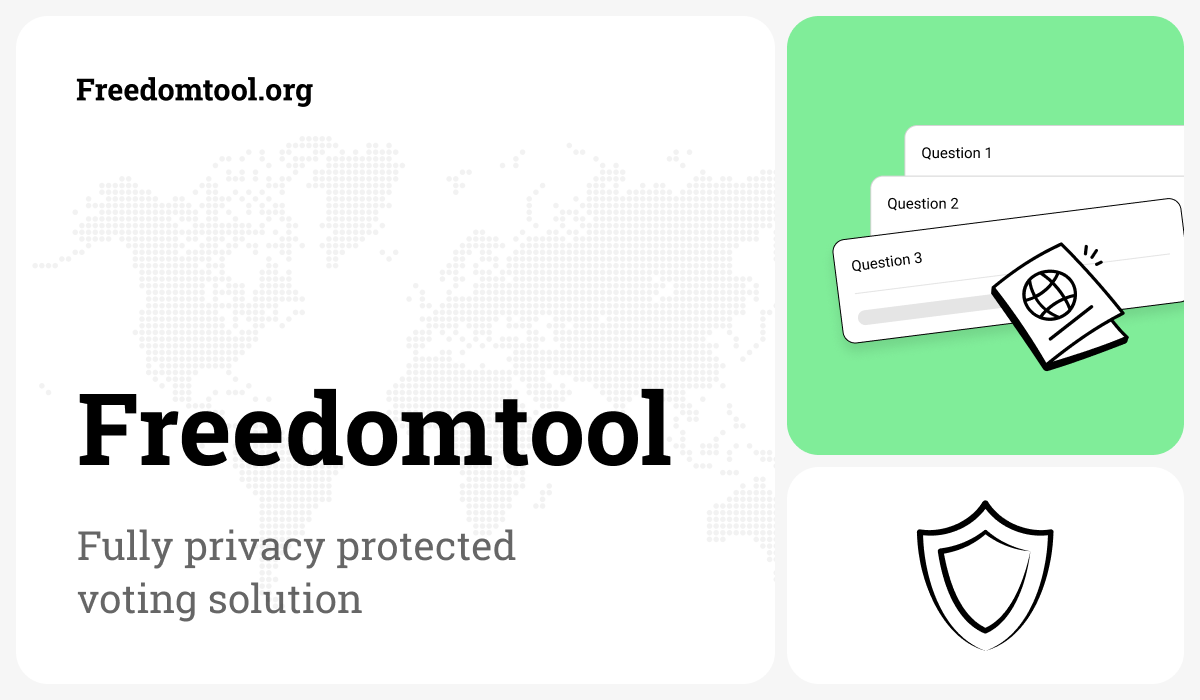 Freedomtool.org
Freedomtool
Fully privacy protected
voting solution
Question 1
Question 2
Question 3